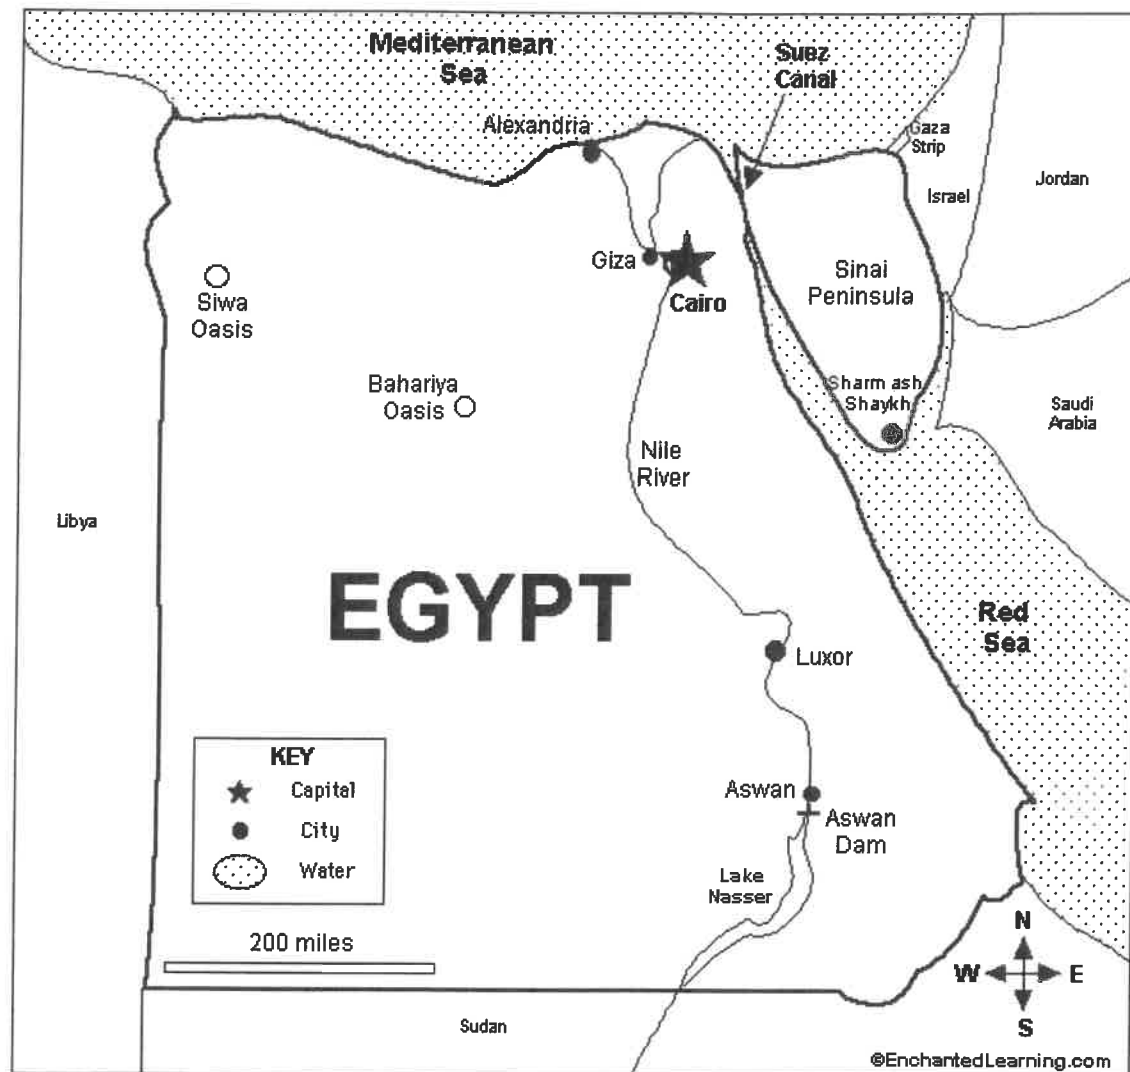 Mediterranean
Sea
Suez
Canal
Alexandria
Gaza
Strip
Israel
Jordan
Giza
Cairo
Sinai
Peninsula
Siwa
Oasis
Bahariya
Oasis
Sharm ash
Shaykh
Saudi
Arabia
Nile
River
Libya
EGYPT
Red
Sea
Luxor
KEY
Capital
City
Water
Aswan
Aswan
Dam
Lake
Nasser
200 miles
N
W E
S
Sudan
©EnchantedLearning.com